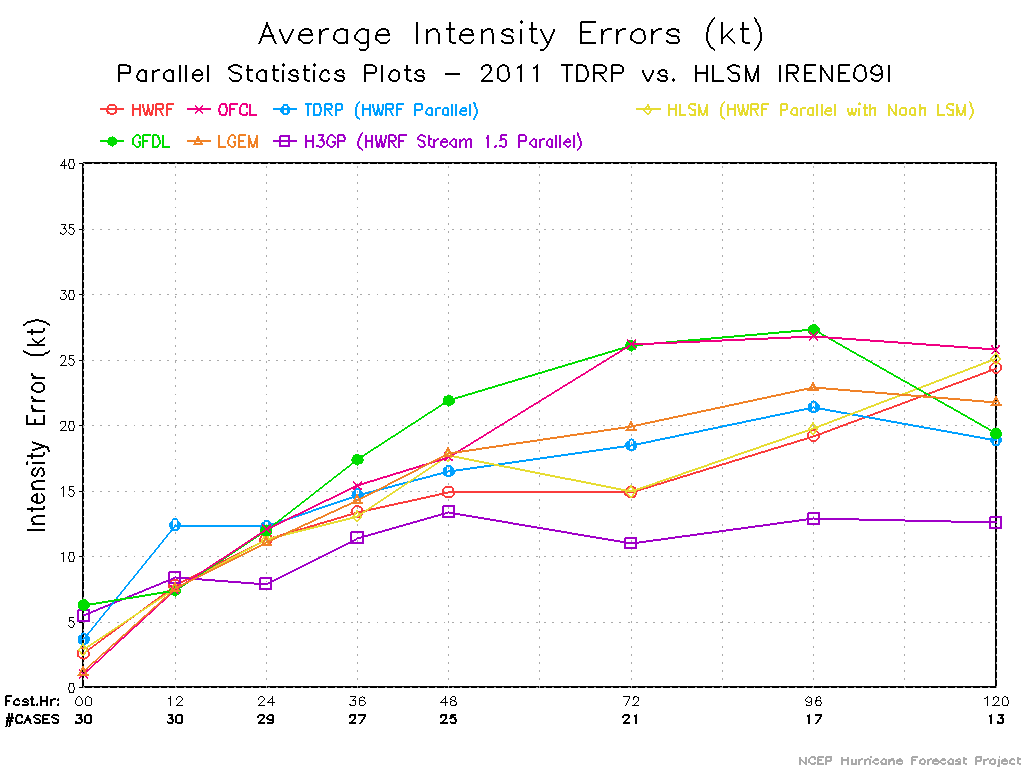 Average Intensity Errors (kt)
Parallel Statistics Plots - 2011 TDRP vs. HLSM IRENE09l
HWRF OFCL TDRP (HWRF Parallel) HLSM (HWRF Parallel with Noah LSM)
GFDL LGEM H3GP (HWRF Stream 1.5 Parallel)
40
35
30
25
20
15
10
5
0
Intensity Error (kt)
Fcst.Hr: 00 12 24 36 48 72 96 120
#CASES 30 30 29 27 25 21 17 13
NCEP Hurricane Forecast Project